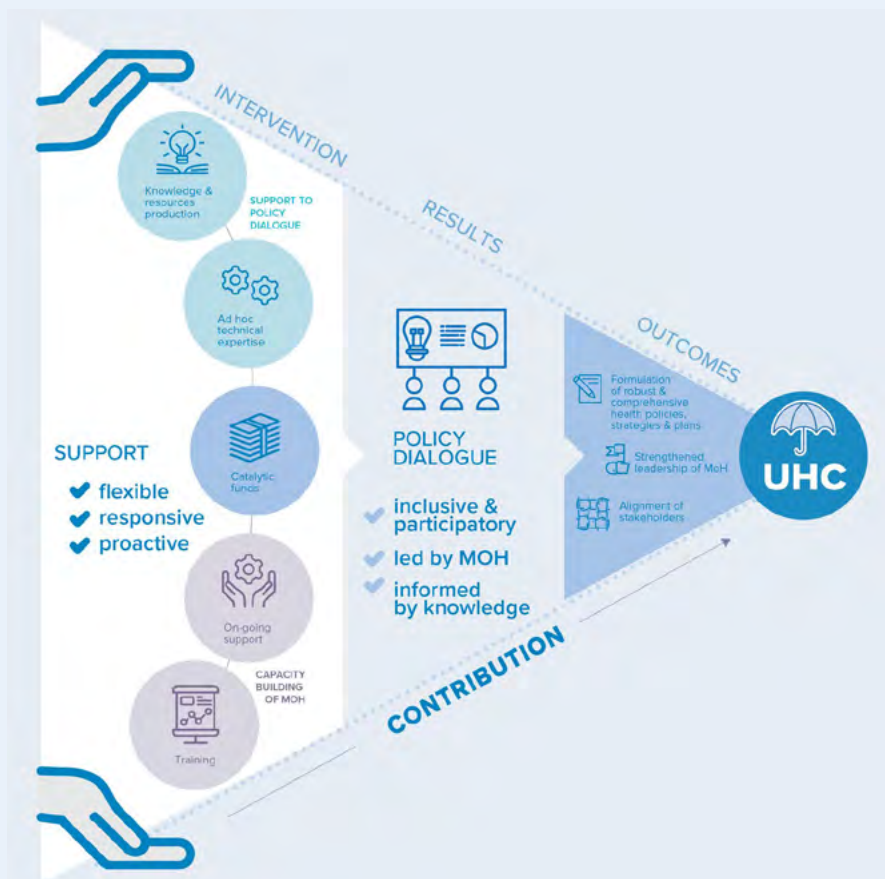 INTERVENTION
Knowledge &
resources
production
SUPPORT TO
POLICY
DIALOGUE
Ad hoc
technical
expertise
SUPPORT
flexible
responsive
proactive
Catalytic
funds
On-going
support
CAPACITY
BUILDING
OF MOH
Training
RESULTS
POLICY
DIALOGUE
inclusive &
participatory
led by MOH
informed
by knowledge
OUTCOMES
Formulation
of robust &
comprehensive
health policies,
strategies & plans
Strengthened
leadership of MoH
Alignment of
stakeholders
UHC
CONTRIBUTION